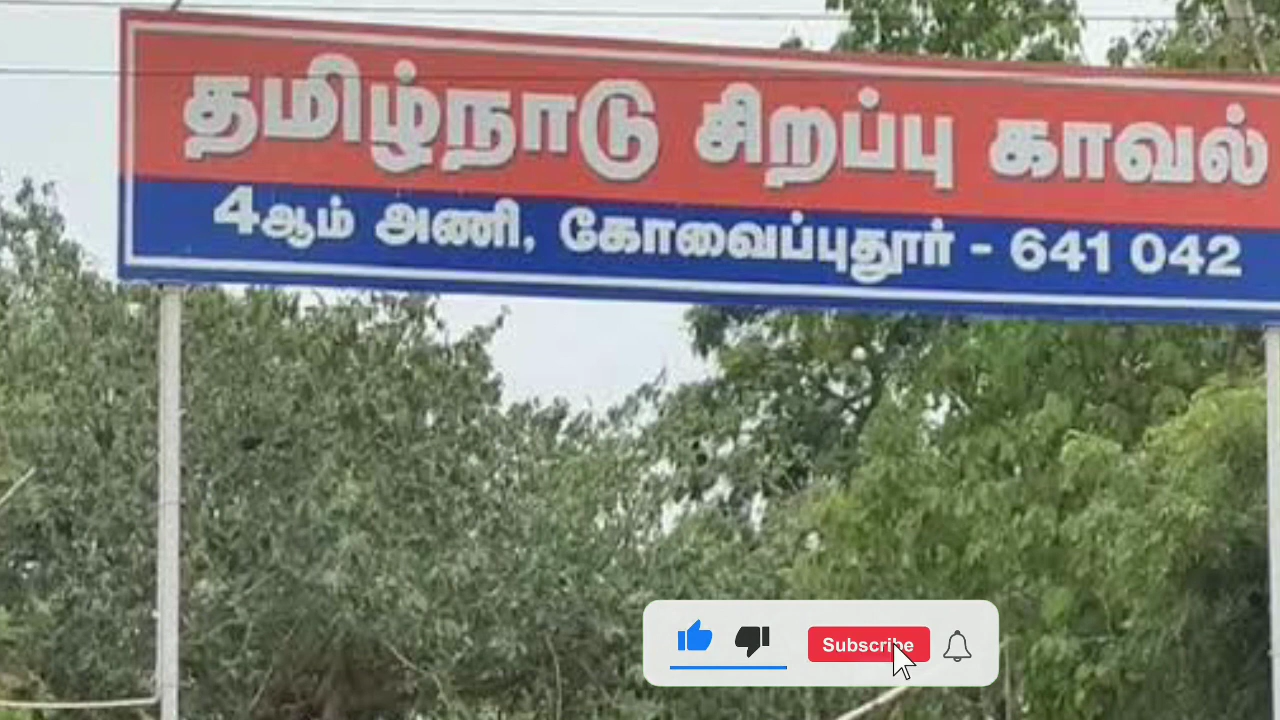 தமிழ்நாடு சிறப்பு காவல்
4ஆம் அணி, கோவைப்புதூர் - 641 042
Subscribe